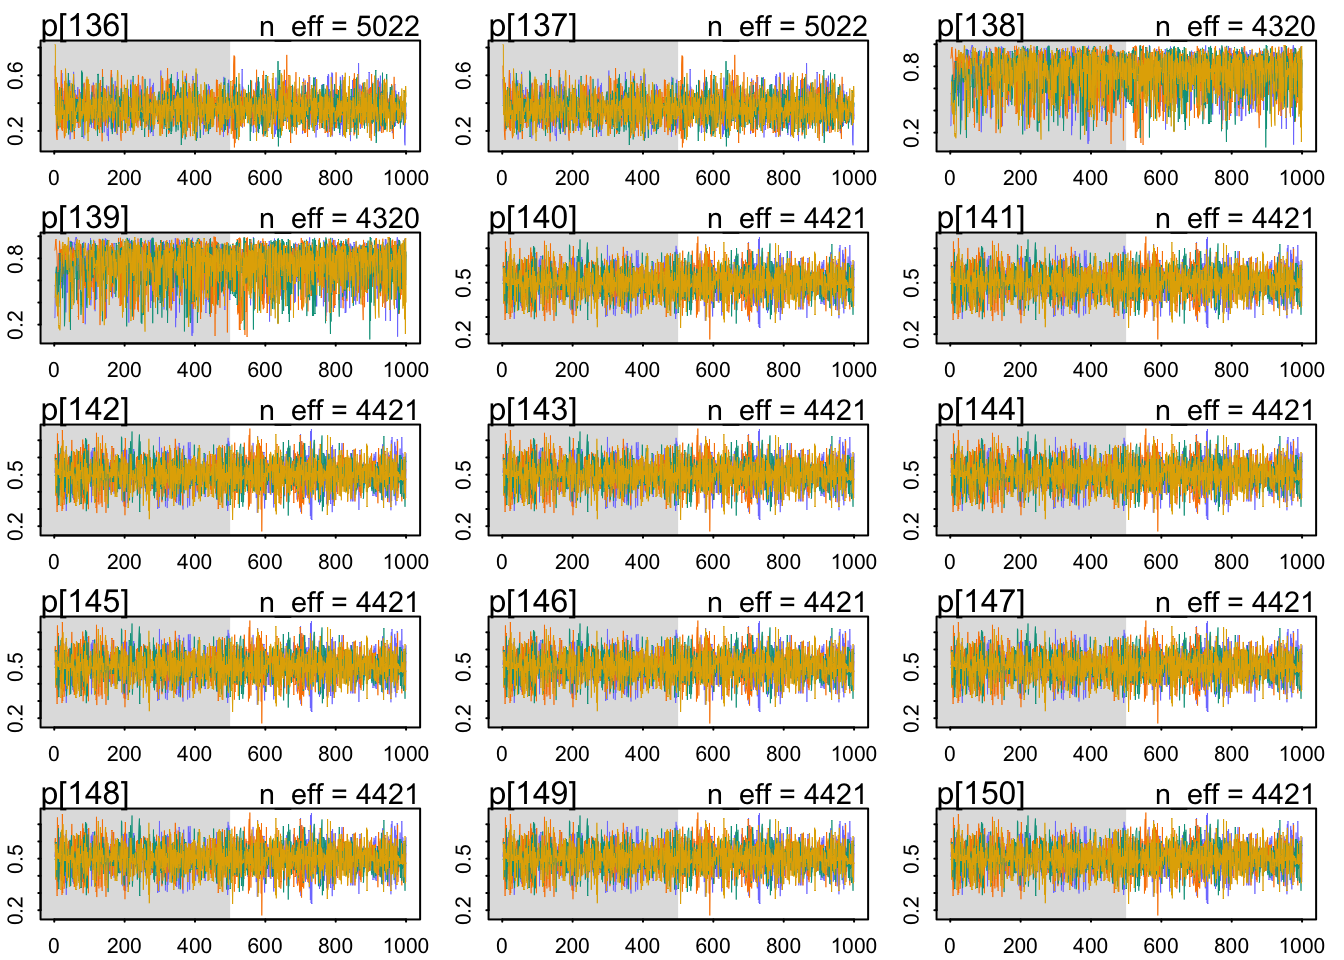 p[136] n_eff = 5022 p[137] n_eff = 5022 p[138] n_eff = 4320
0.2 0.6 0.2 0.6 0.2 0.8
0 200 400 600 800 1000 0 200 400 600 800 1000 0 200 400 600 800 1000
p[139] n_eff = 4320 p[140] n_eff = 4421 p[141] n_eff = 4421
0.2 0.8 0.2 0.5 0.2 0.5
0 200 400 600 800 1000 0 200 400 600 800 1000 0 200 400 600 800 1000
p[142] n_eff = 4421 p[143] n_eff = 4421 p[144] n_eff = 4421
0.2 0.5 0.2 0.5 0.2 0.5
0 200 400 600 800 1000 0 200 400 600 800 1000 0 200 400 600 800 1000
p[145] n_eff = 4421 p[146] n_eff = 4421 p[147] n_eff = 4421
0.2 0.5 0.2 0.5 0.2 0.5
0 200 400 600 800 1000 0 200 400 600 800 1000 0 200 400 600 800 1000
p[148] n_eff = 4421 p[149] n_eff = 4421 p[150] n_eff = 4421
0.2 0.5 0.2 0.5 0.2 0.5
0 200 400 600 800 1000 0 200 400 600 800 1000 0 200 400 600 800 1000